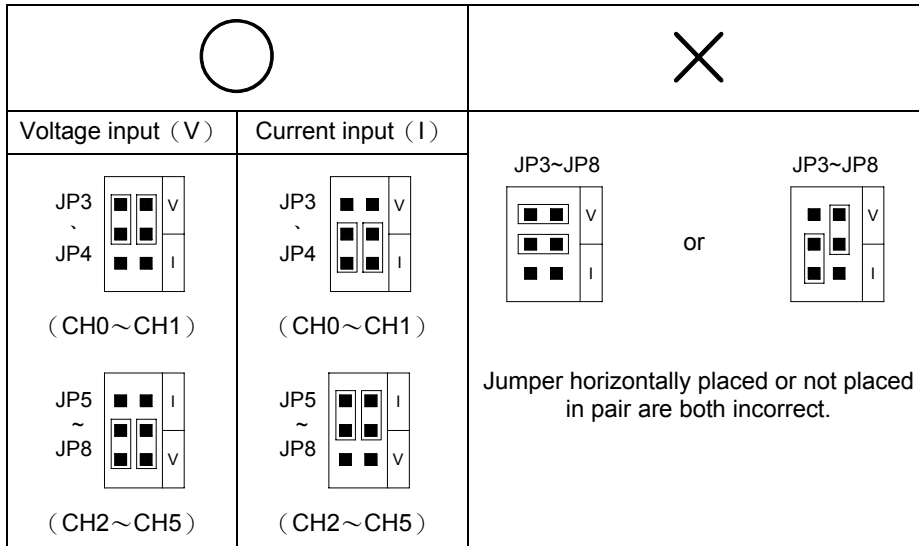 Voltage input（V）
Current input（I）
JP3
、
JP4
V
I
（CH0～CH1）
JP3
、
JP4
V
I
（CH0～CH1）
JP5
~
JP8
I
V
（CH2～CH5）
JP5
~
JP8
I
V
（CH2～CH5）
JP3~JP8
V
I
or
JP3~JP8
V
I
Jumper horizontally placed or not placed
in pair are both incorrect.